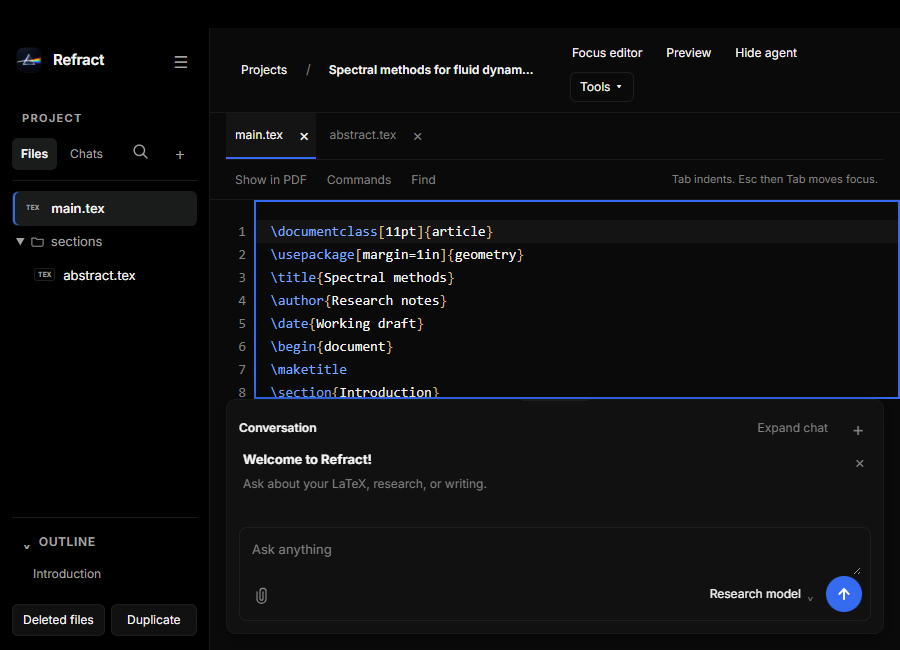 Refract
PROJECT
Files
Chats
+
TEX main.tex
sections
TEX abstract.tex
OUTLINE
Introduction
Deleted files
Duplicate
Projects / Spectral methods for fluid dynam...
Focus editor
Preview
Hide agent
Tools
main.tex ×
abstract.tex ×
Show in PDF
Commands
Find
Tab indents. Esc then Tab moves focus.
1 \documentclass[11pt]{article}
2 \usepackage[margin=1in]{geometry}
3 \title{Spectral methods}
4 \author{Research notes}
5 \date{Working draft}
6 \begin{document}
7 \maketitle
8 \section{Introduction}
Conversation
Expand chat
+
Welcome to Refract!
×
Ask about your LaTeX, research, or writing.
Ask anything
Research model